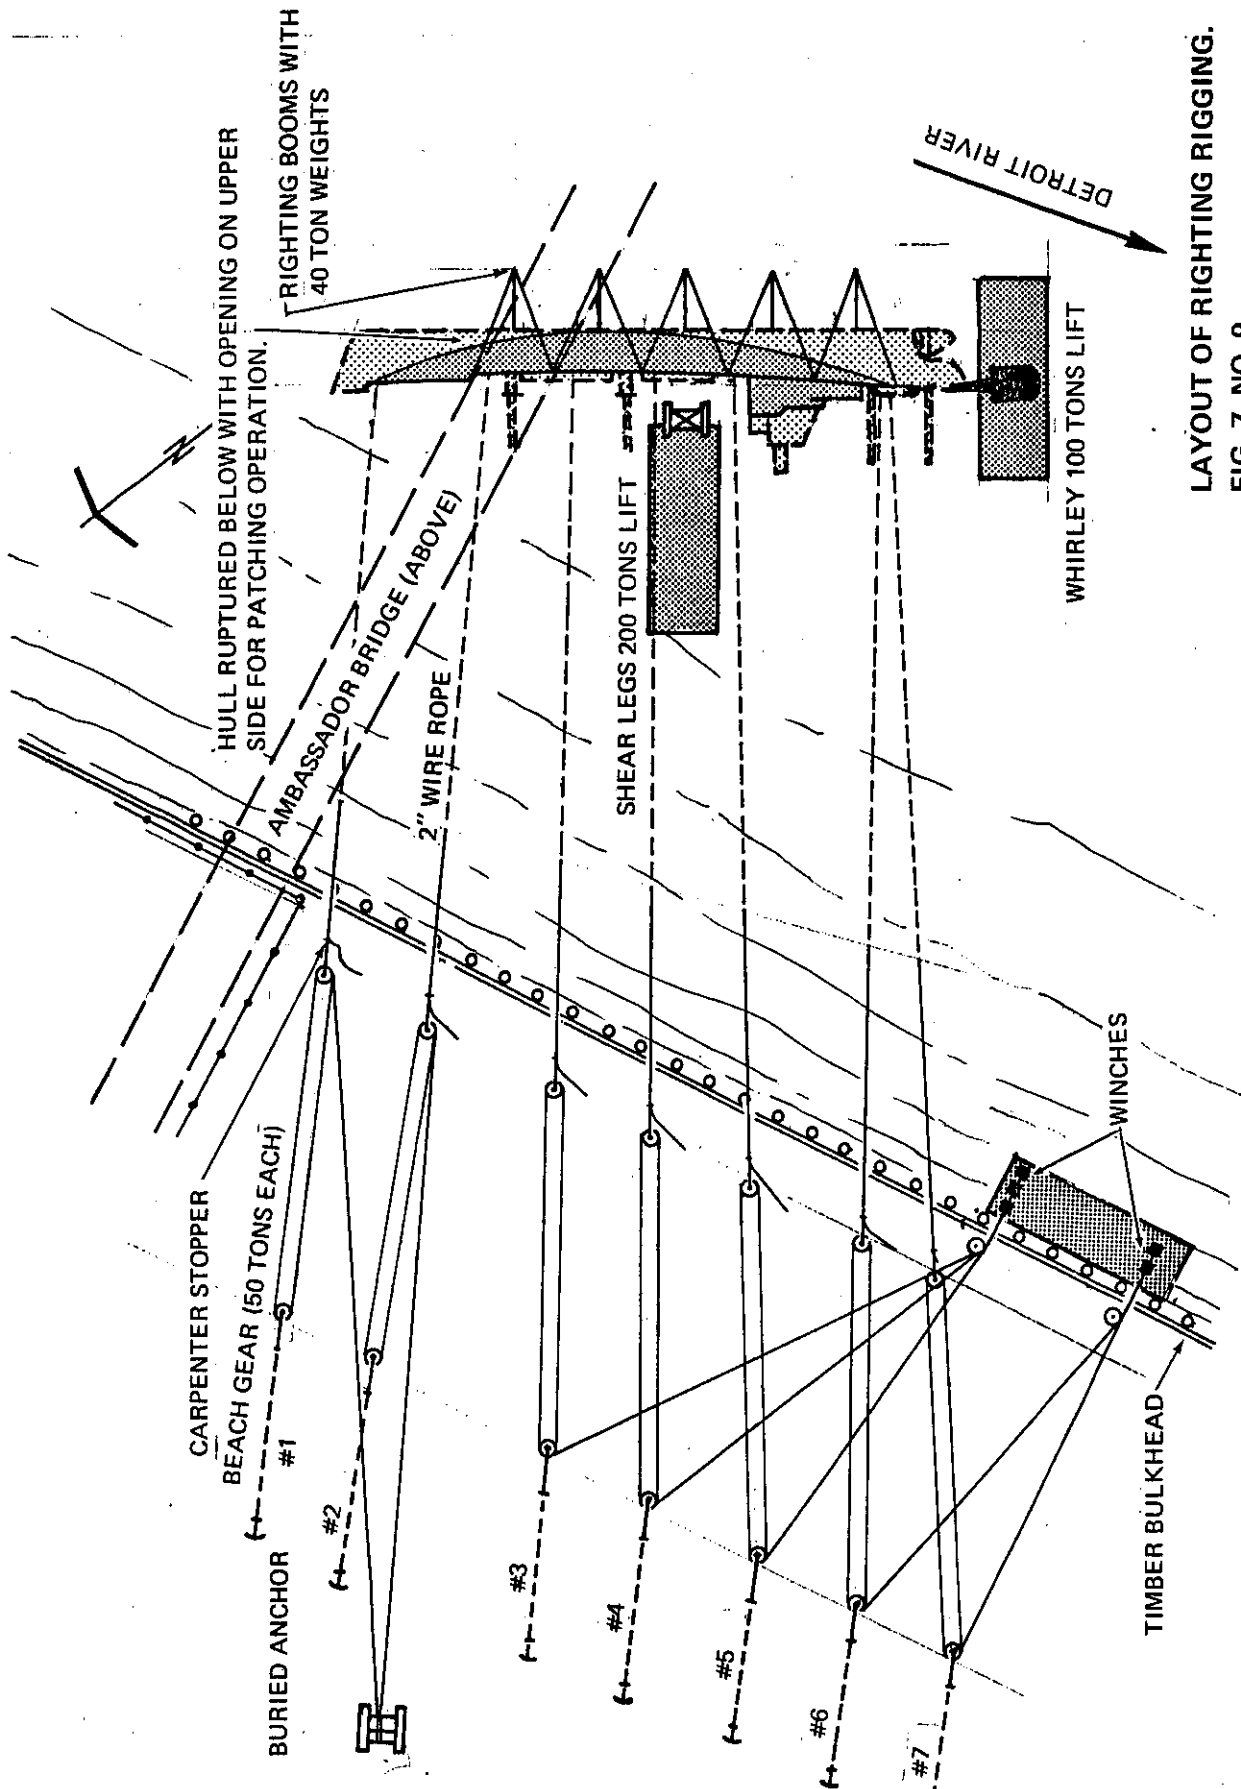 HULL RUPTURED BELOW WITH OPENING ON UPPER
SIDE FOR PATCHING OPERATION.
RIGHTING BOOMS WITH
40 TON WEIGHTS
N
AMBASSADOR BRIDGE (ABOVE)
2" WIRE ROPE
CARPENTER STOPPER
BEACH GEAR (50 TONS EACH)
#1
BURIED ANCHOR
#2
#3
#4
#5
#6
#7
SHEAR LEGS 200 TONS LIFT
WHIRLEY 100 TONS LIFT
DETROIT RIVER
WINCHES
TIMBER BULKHEAD
LAYOUT OF RIGHTING RIGGING.